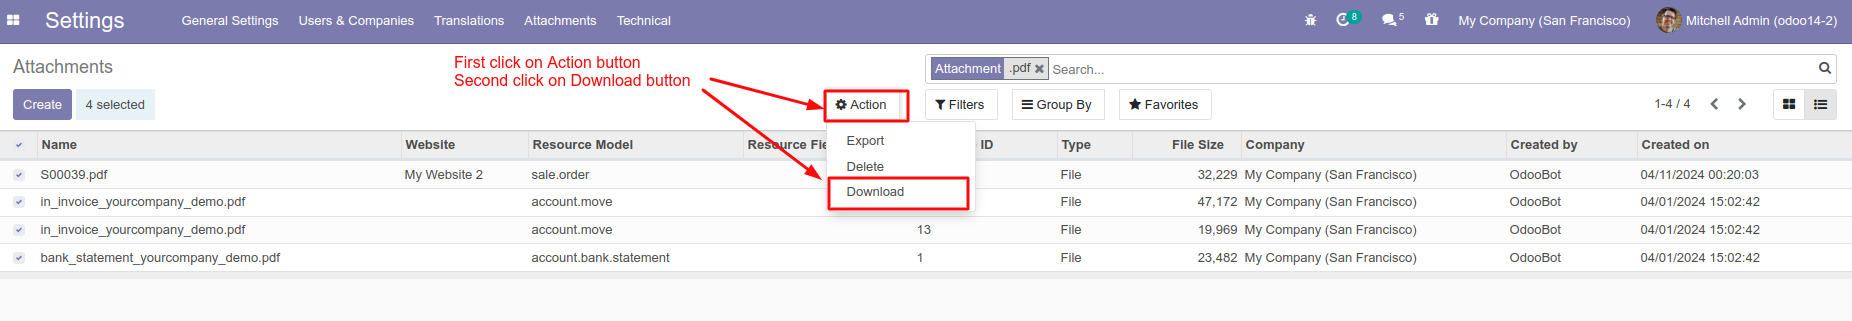 Settings General Settings Users & Companies Translations Attachments Technical 8 5 My Company (San Francisco) Mitchell Admin (odoo14-2)
Attachments
First click on Action button
Second click on Download button
Attachment .pdf Search...
Create 4 selected Action Filters Group By Favorites 1-4 / 4
Export
Delete
Download
Name Website Resource Model Resource Fie ID Type File Size Company Created by Created on
S00039.pdf My Website 2 sale.order File 32,229 My Company (San Francisco) OdooBot 04/11/2024 00:20:03
in_invoice_yourcompany_demo.pdf account.move File 47,172 My Company (San Francisco) OdooBot 04/01/2024 15:02:42
in_invoice_yourcompany_demo.pdf account.move 13 File 19,969 My Company (San Francisco) OdooBot 04/01/2024 15:02:42
bank_statement_yourcompany_demo.pdf account.bank.statement 1 File 23,482 My Company (San Francisco) OdooBot 04/01/2024 15:02:42